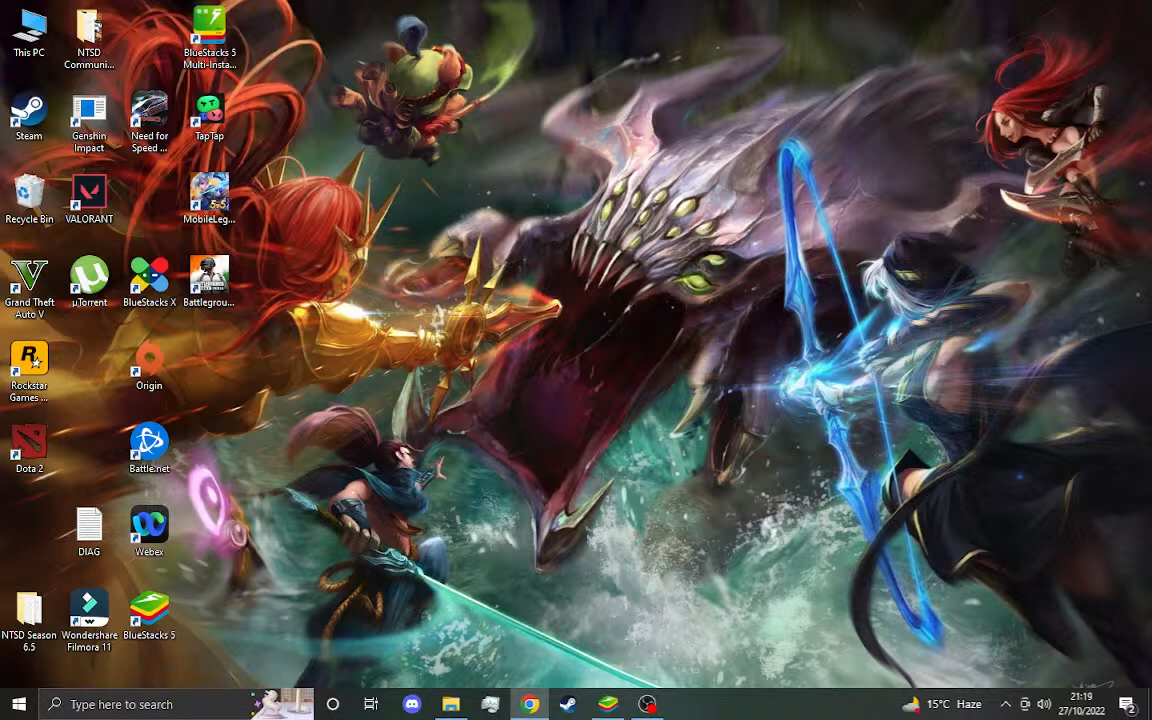 This PC
NTSD
Communi...
BlueStacks 5
Multi-Insta...
Steam
Genshin
Impact
Need for
Speed ...
TapTap
Recycle Bin
VALORANT
MobileLeg...
Grand Theft
Auto V
µTorrent
BlueStacks X
Battlegrou...
Rockstar
Games ...
Origin
Dota 2
Battle.net
DIAG
Webex
NTSD Season
6.5
Wondershare
Filmora 11
BlueStacks 5
Type here to search
15°C Haze
21:19
27/10/2022
2